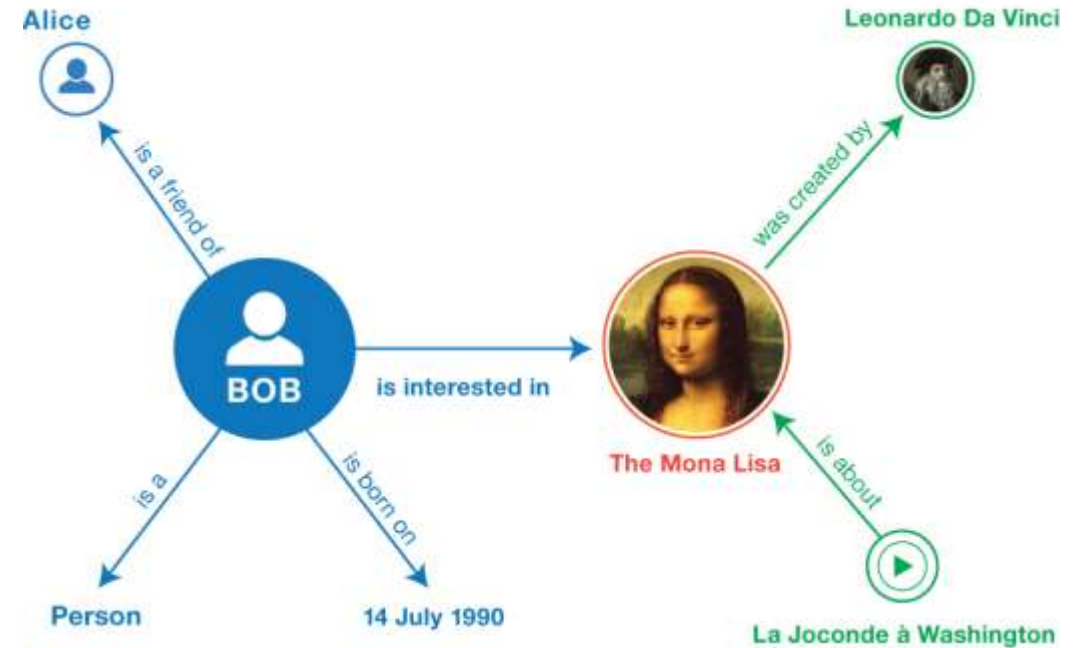 Alice
Leonardo Da Vinci
is a friend of
was created by
BOB
is interested in
The Mona Lisa
is a
is born on
is about
Person
14 July 1990
La Joconde à Washington